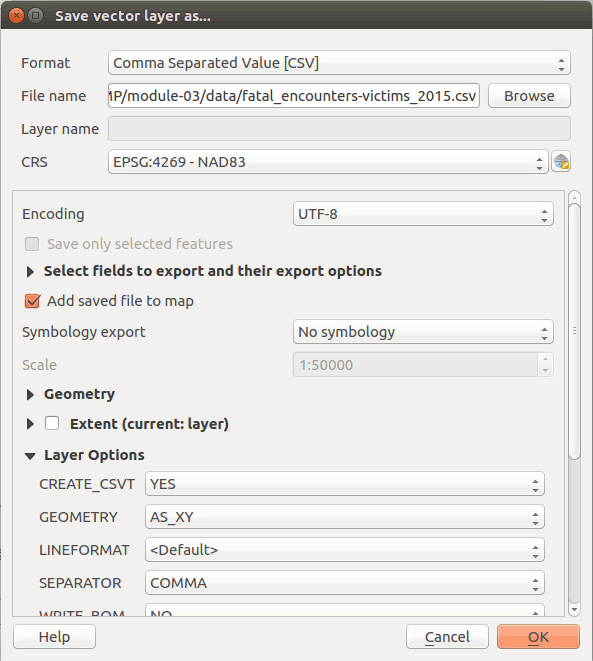 Save vector layer as...
Format Comma Separated Value [CSV]
File name MP/module-03/data/fatal_encounters-victims_2015.csv Browse
Layer name
CRS EPSG:4269 - NAD83
Encoding UTF-8
Save only selected features
Select fields to export and their export options
Add saved file to map
Symbology export No symbology
Scale 1:50000
Geometry
Extent (current: layer)
Layer Options
CREATE_CSVT YES
GEOMETRY AS_XY
LINEFORMAT <Default>
SEPARATOR COMMA
WRITE_BOM NO
Help Cancel OK